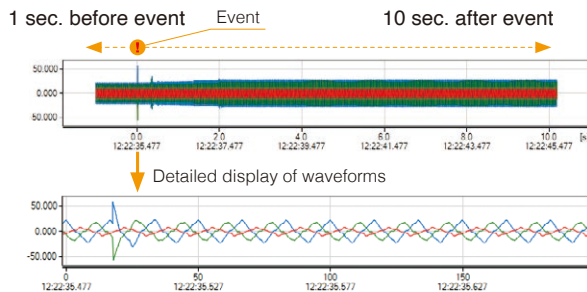 1 sec. before event
Event
10 sec. after event
!
50.000
0.000
50.000
0.0 2.0 4.0 6.0 8.0 10.0
12:22:35.477 12:22:37.477 12:22:39.477 12:22:41.477 12:22:43.477 12:22:45.477
Detailed display of waveforms
50.000
0.000
-50.000
0 50 100 150
12:22:35.477 12:22:35.527 12:22:35.577 12:22:35.627